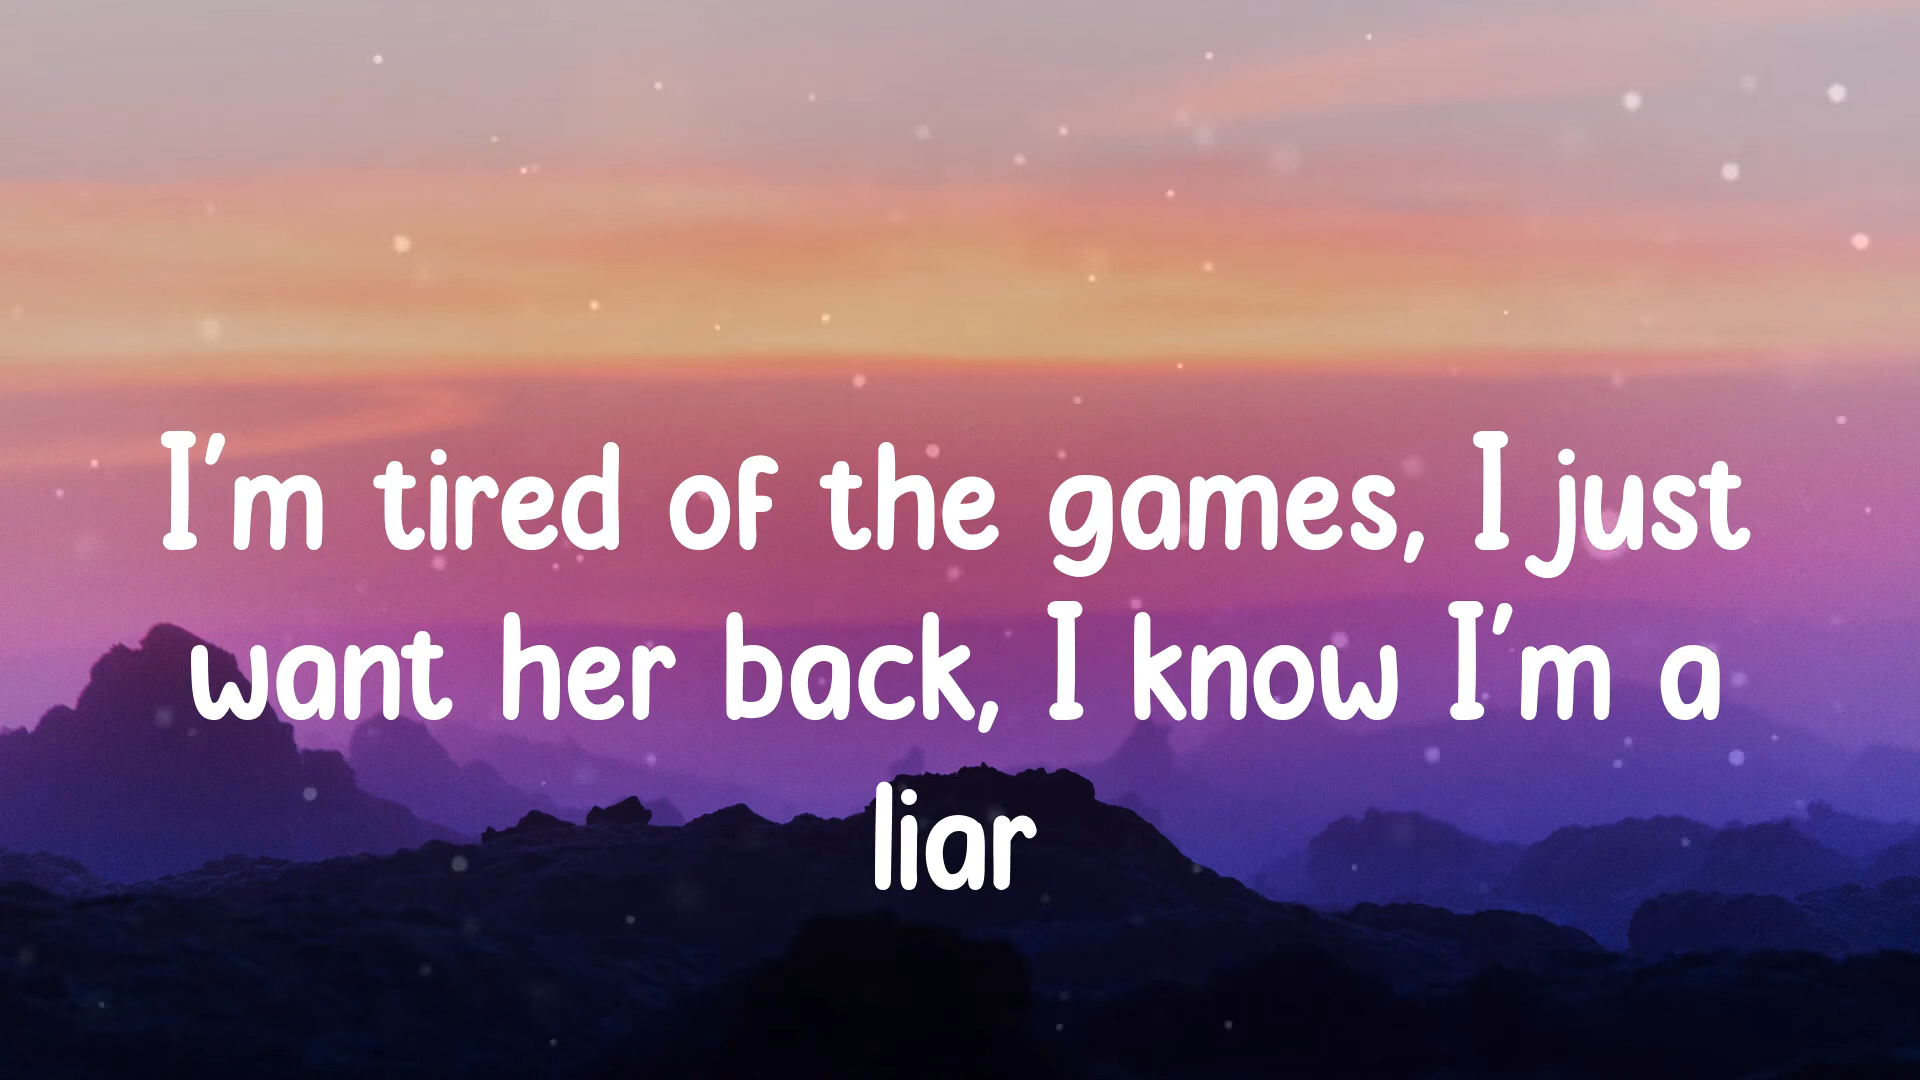 I'm tired of the games, I just
want her back, I know I'm a
liar